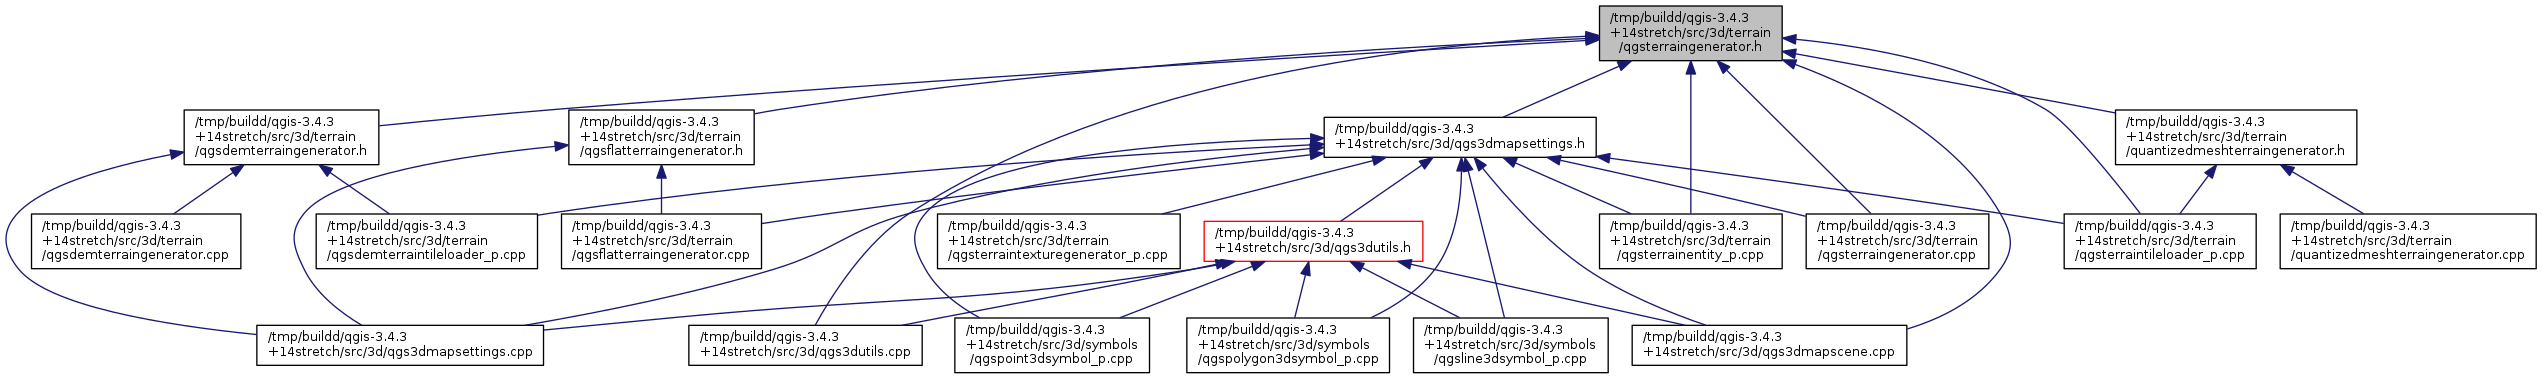 /tmp/buildd/qgis-3.4.3
+14stretch/src/3d/terrain
/qgsterraingenerator.h
/tmp/buildd/qgis-3.4.3
+14stretch/src/3d/terrain
/qgsdemterraingenerator.h
/tmp/buildd/qgis-3.4.3
+14stretch/src/3d/terrain
/qgsflatterraingenerator.h
/tmp/buildd/qgis-3.4.3
+14stretch/src/3d/qgs3dmapsettings.h
/tmp/buildd/qgis-3.4.3
+14stretch/src/3d/terrain
/quantizedmeshterraingenerator.h
/tmp/buildd/qgis-3.4.3
+14stretch/src/3d/terrain
/qgsdemterraingenerator.cpp
/tmp/buildd/qgis-3.4.3
+14stretch/src/3d/terrain
/qgsdemterraintileloader_p.cpp
/tmp/buildd/qgis-3.4.3
+14stretch/src/3d/terrain
/qgsflatterraingenerator.cpp
/tmp/buildd/qgis-3.4.3
+14stretch/src/3d/terrain
/qgsterraintexturegenerator_p.cpp
/tmp/buildd/qgis-3.4.3
+14stretch/src/3d/qgs3dutils.h
/tmp/buildd/qgis-3.4.3
+14stretch/src/3d/terrain
/qgsterrainentity_p.cpp
/tmp/buildd/qgis-3.4.3
+14stretch/src/3d/terrain
/qgsterraingenerator.cpp
/tmp/buildd/qgis-3.4.3
+14stretch/src/3d/terrain
/qgsterraintileloader_p.cpp
/tmp/buildd/qgis-3.4.3
+14stretch/src/3d/terrain
/quantizedmeshterraingenerator.cpp
/tmp/buildd/qgis-3.4.3
+14stretch/src/3d/qgs3dmapsettings.cpp
/tmp/buildd/qgis-3.4.3
+14stretch/src/3d/qgs3dutils.cpp
/tmp/buildd/qgis-3.4.3
+14stretch/src/3d/symbols
/qgspoint3dsymbol_p.cpp
/tmp/buildd/qgis-3.4.3
+14stretch/src/3d/symbols
/qgspolygon3dsymbol_p.cpp
/tmp/buildd/qgis-3.4.3
+14stretch/src/3d/symbols
/qgsline3dsymbol_p.cpp
/tmp/buildd/qgis-3.4.3
+14stretch/src/3d/qgs3dmapscene.cpp